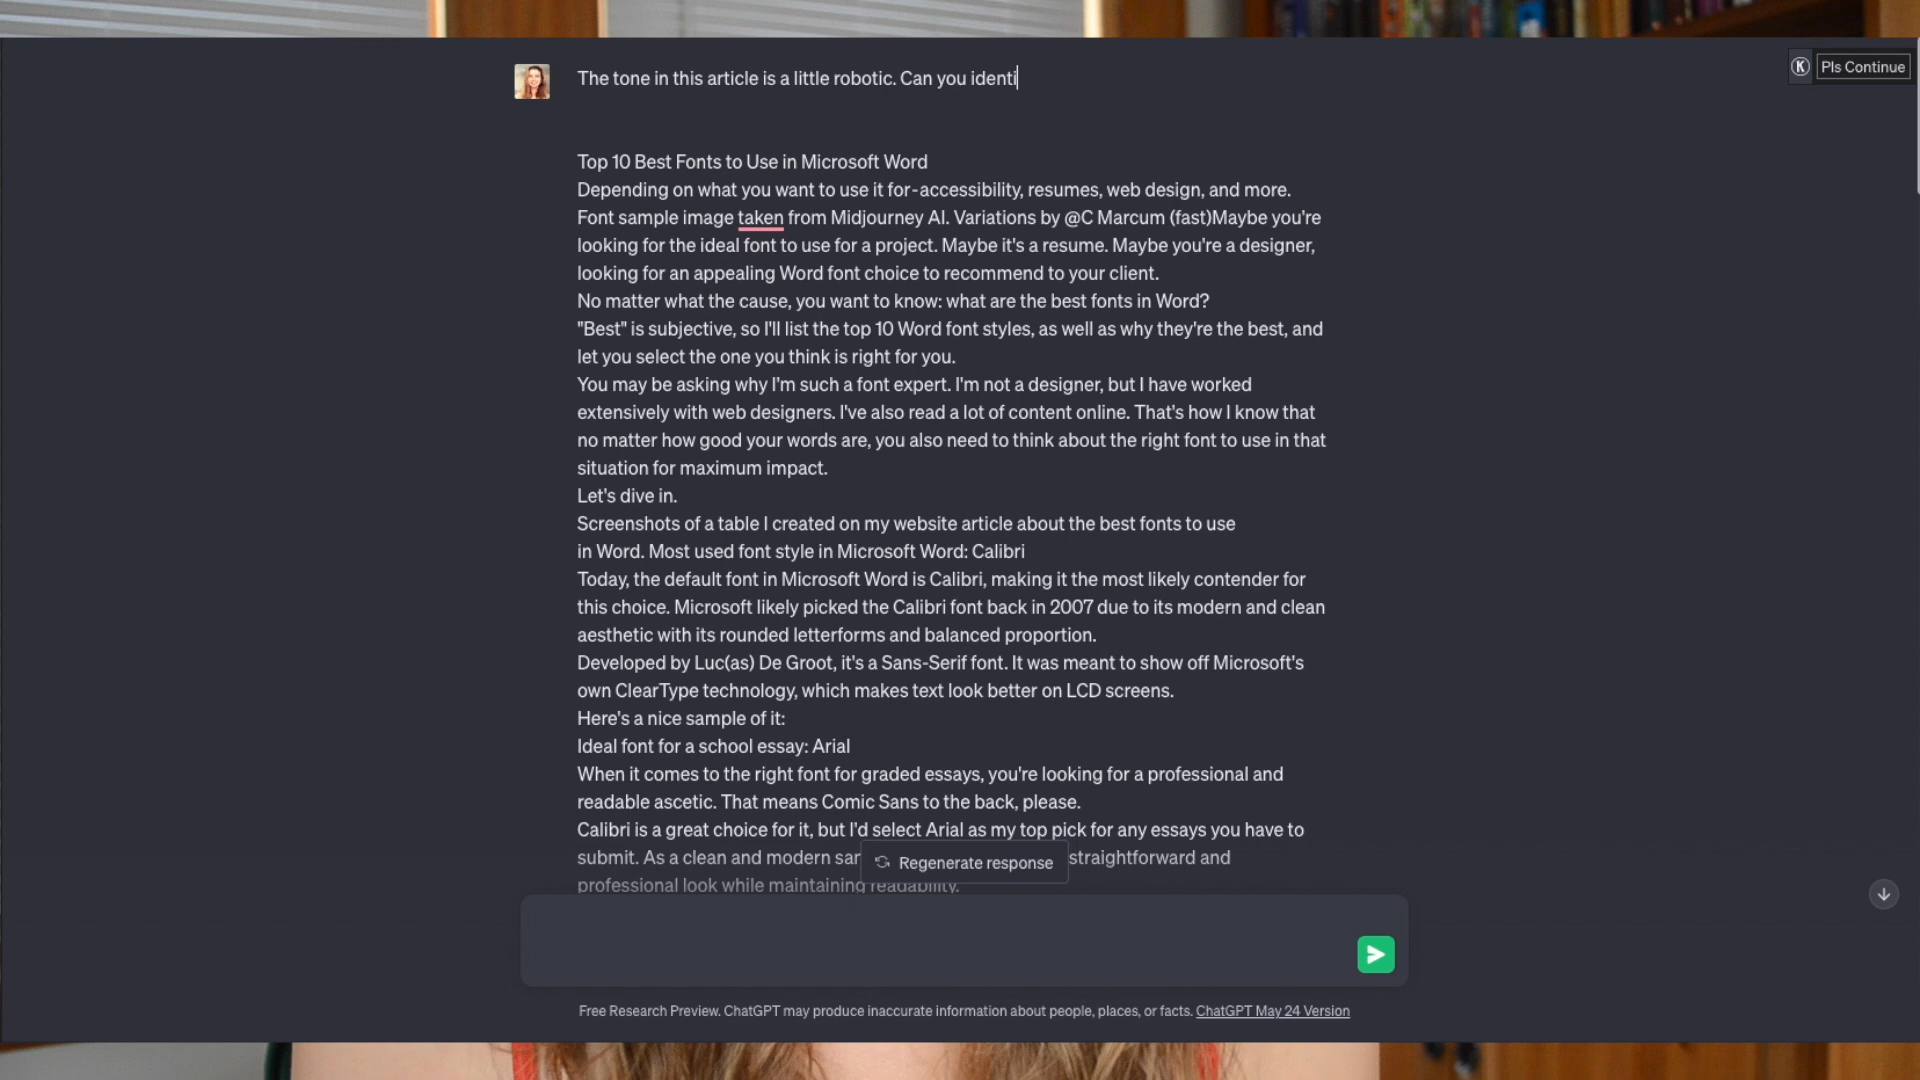 The tone in this article is a little robotic. Can you identi
K Pls Continue
Top 10 Best Fonts to Use in Microsoft Word
Depending on what you want to use it for-accessibility, resumes, web design, and more.
Font sample image taken from Midjourney AI. Variations by @C Marcum (fast)Maybe you're
looking for the ideal font to use for a project. Maybe it's a resume. Maybe you're a designer,
looking for an appealing Word font choice to recommend to your client.
No matter what the cause, you want to know: what are the best fonts in Word?
"Best" is subjective, so I'll list the top 10 Word font styles, as well as why they're the best, and
let you select the one you think is right for you.
You may be asking why I'm such a font expert. I'm not a designer, but I have worked
extensively with web designers. I've also read a lot of content online. That's how I know that
no matter how good your words are, you also need to think about the right font to use in that
situation for maximum impact.
Let's dive in.
Screenshots of a table I created on my website article about the best fonts to use
in Word. Most used font style in Microsoft Word: Calibri
Today, the default font in Microsoft Word is Calibri, making it the most likely contender for
this choice. Microsoft likely picked the Calibri font back in 2007 due to its modern and clean
aesthetic with its rounded letterforms and balanced proportion.
Developed by Luc(as) De Groot, it's a Sans-Serif font. It was meant to show off Microsoft's
own ClearType technology, which makes text look better on LCD screens.
Here's a nice sample of it:
Ideal font for a school essay: Arial
When it comes to the right font for graded essays, you're looking for a professional and
readable ascetic. That means Comic Sans to the back, please.
Calibri is a great choice for it, but I'd select Arial as my top pick for any essays you have to
submit. As a clean and modern straightforward and
Regenerate response
professional look while maintaining readability.
Free Research Preview. ChatGPT may produce inaccurate information about people, places, or facts. ChatGPT May 24 Version